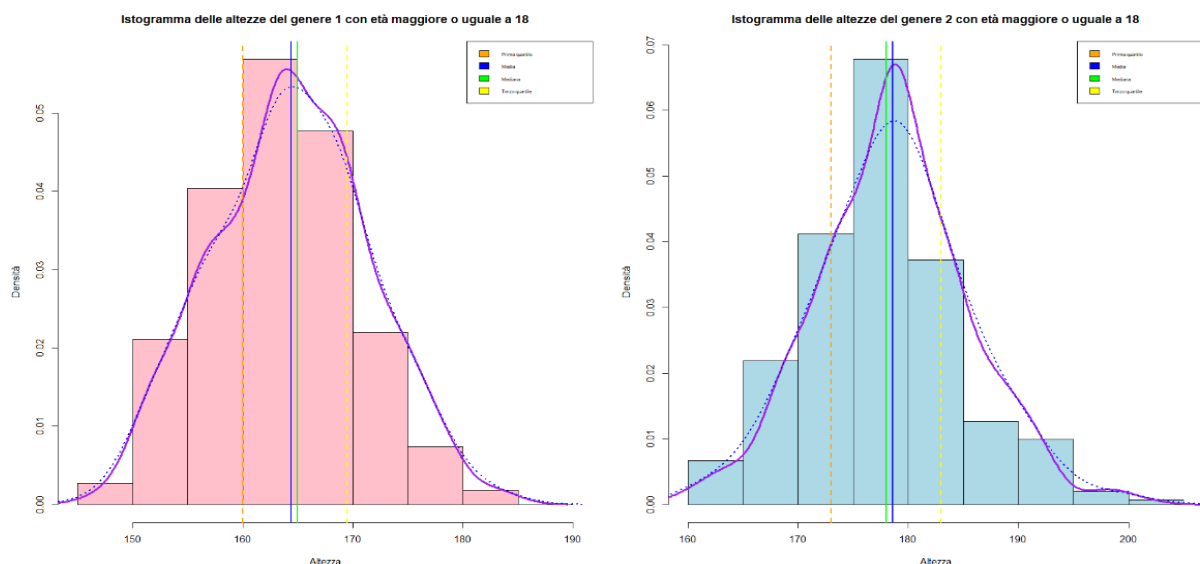 Istogramma delle altezze del genere 1 con età maggiore o uguale a 18
Primo quartile
Media
Mediana
Terzo quartile
Densità
0.00
0.01
0.02
0.03
0.04
0.05
150
160
170
180
190
Altezza
Istogramma delle altezze del genere 2 con età maggiore o uguale a 18
Primo quartile
Media
Mediana
Terzo quartile
Densità
0.00
0.01
0.02
0.03
0.04
0.05
0.06
0.07
160
170
180
190
200
Altezza